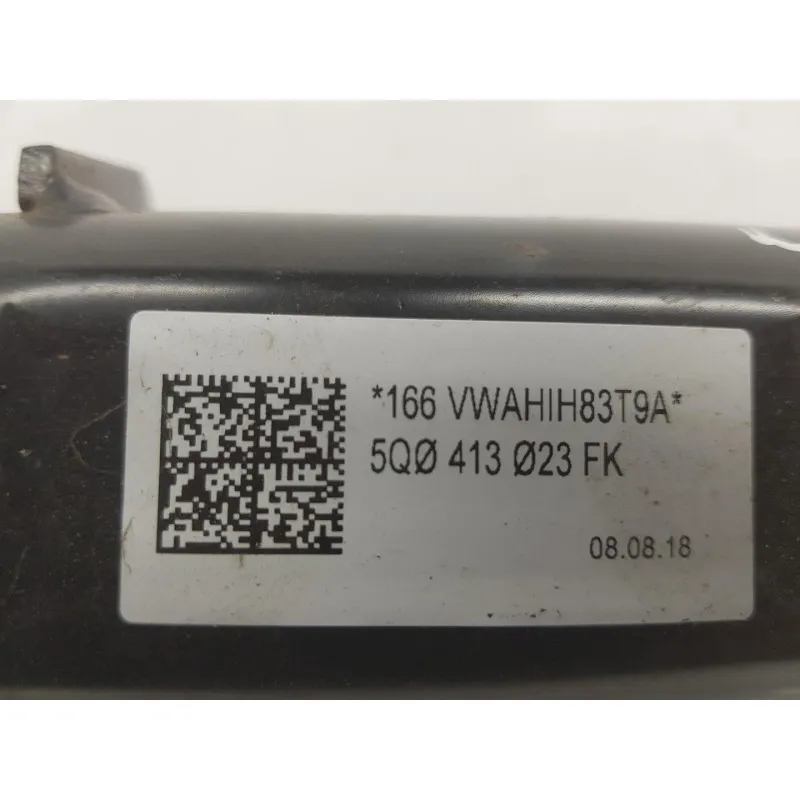 *166 VWAHIH83T9A*
5QØ 413 Ø23 FK
08.08.18